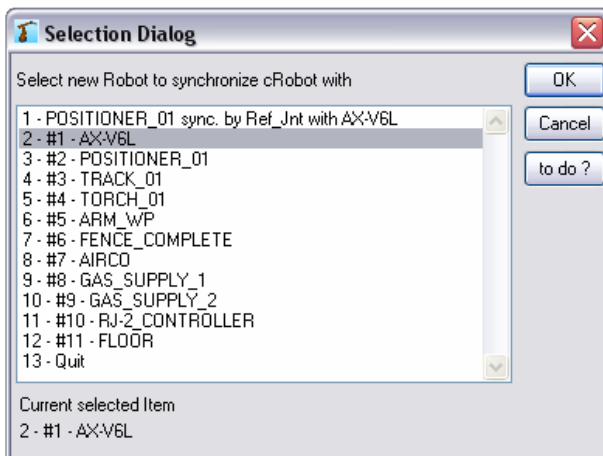 Selection Dialog
Select new Robot to synchronize cRobot with
OK
Cancel
to do ?
1 - POSITIONER_01 sync. by Ref_Jnt with AX-V6L
2 - #1 - AX-V6L
3 - #2 - POSITIONER_01
4 - #3 - TRACK_01
5 - #4 - TORCH_01
6 - #5 - ARM_WP
7 - #6 - FENCE_COMPLETE
8 - #7 - AIRCO
9 - #8 - GAS_SUPPLY_1
10 - #9 - GAS_SUPPLY_2
11 - #10 - RJ-2_CONTROLLER
12 - #11 - FLOOR
13 - Quit
Current selected Item
2 - #1 - AX-V6L